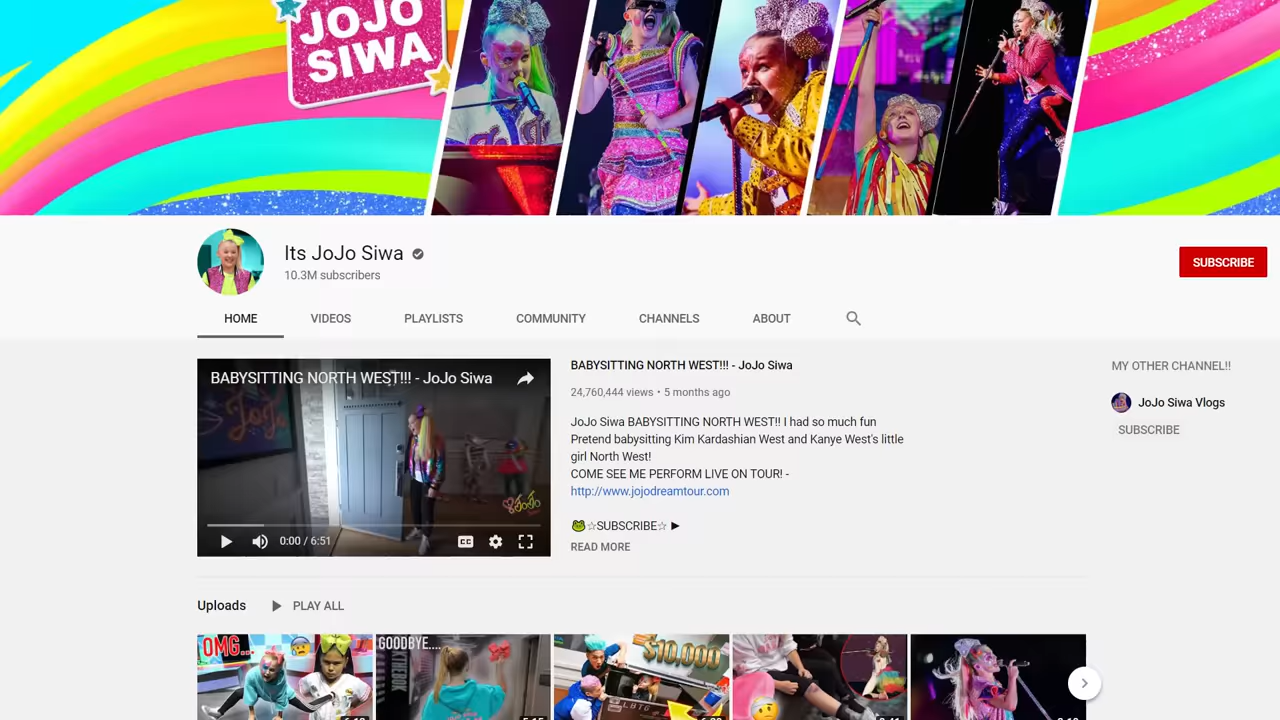 JOJO
SIWA
Its JoJo Siwa
10.3M subscribers
SUBSCRIBE
HOME
VIDEOS
PLAYLISTS
COMMUNITY
CHANNELS
ABOUT
BABYSITTING NORTH WEST!!! - JoJo Siwa
JoJo
JoJo
0:00 / 6:51
CC
BABYSITTING NORTH WEST!!! - JoJo Siwa
24,760,444 views • 5 months ago
JoJo Siwa BABYSITTING NORTH WEST!! I had so much fun
Pretend babysitting Kim Kardashian West and Kanye West's little
girl North West!
COME SEE ME PERFORM LIVE ON TOUR! -
http://www.jojodreamtour.com
🐸☆SUBSCRIBE☆ ►
READ MORE
MY OTHER CHANNEL!!
JoJo Siwa Vlogs
SUBSCRIBE
Uploads
PLAY ALL
OMG...
GOODBYE....
$10,000